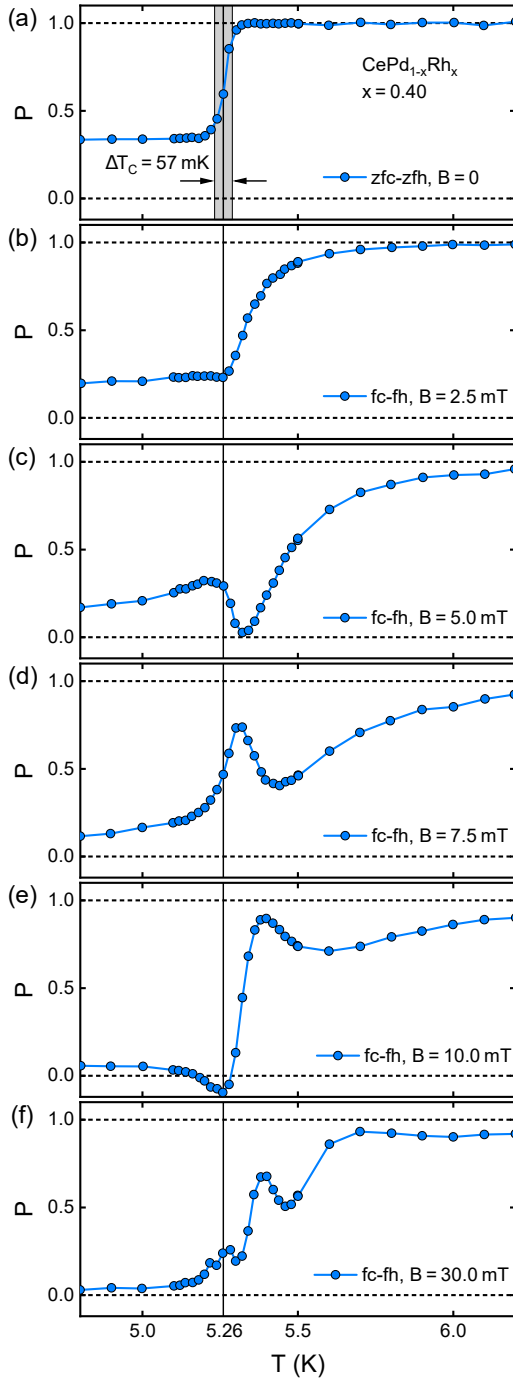 (a)
1.0
0.5
0.0
P
CePd₁₋ₓRhₓ
x = 0.40
ΔT_C = 57 mK
zfc-zfh, B = 0
(b)
1.0
0.5
0.0
P
fc-fh, B = 2.5 mT
(c)
1.0
0.5
0.0
P
fc-fh, B = 5.0 mT
(d)
1.0
0.5
0.0
P
fc-fh, B = 7.5 mT
(e)
1.0
0.5
0.0
P
fc-fh, B = 10.0 mT
(f)
1.0
0.5
0.0
P
fc-fh, B = 30.0 mT
5.0 5.26 5.5 6.0
T (K)